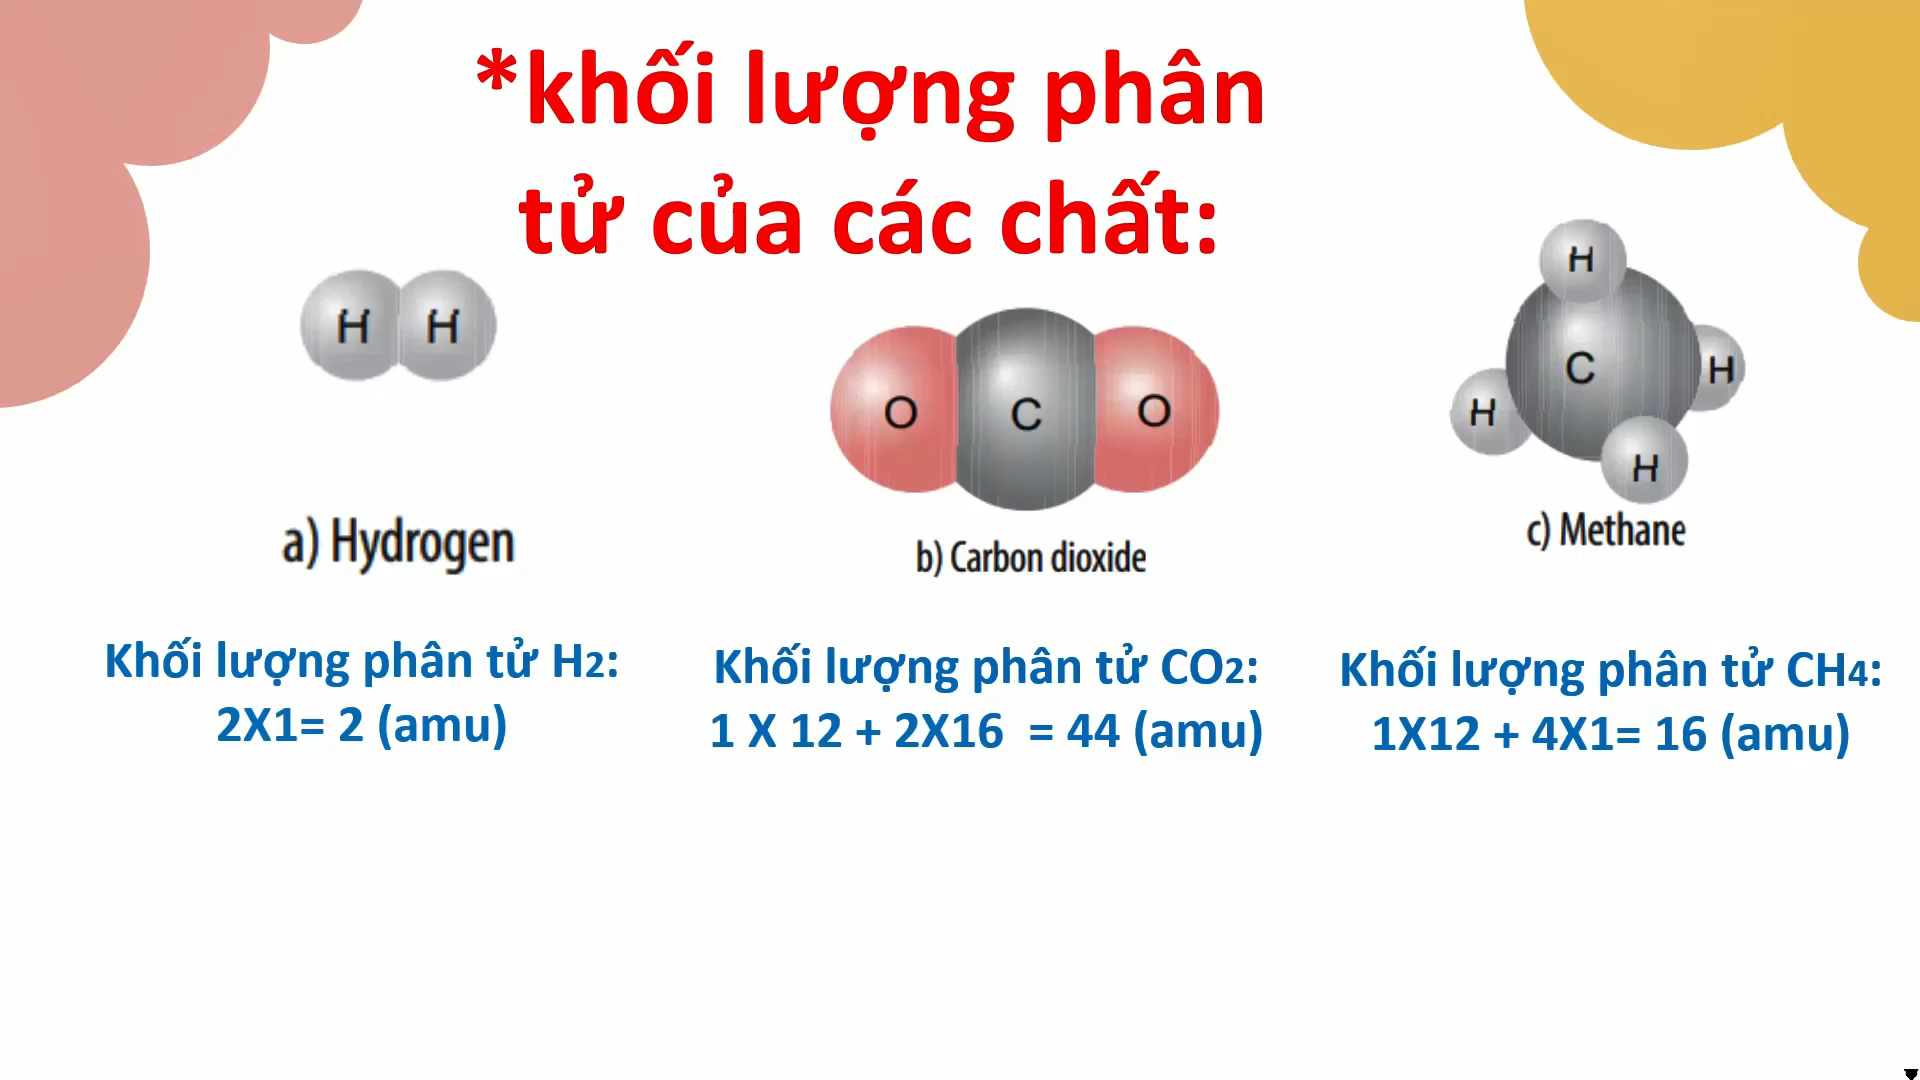 *khối lượng phân
tử của các chất:
H H
O C O
H
C
H
H
H
a) Hydrogen
b) Carbon dioxide
c) Methane
Khối lượng phân tử H2:
2X1= 2 (amu)
Khối lượng phân tử CO2:
1 X 12 + 2X16 = 44 (amu)
Khối lượng phân tử CH4:
1X12 + 4X1= 16 (amu)